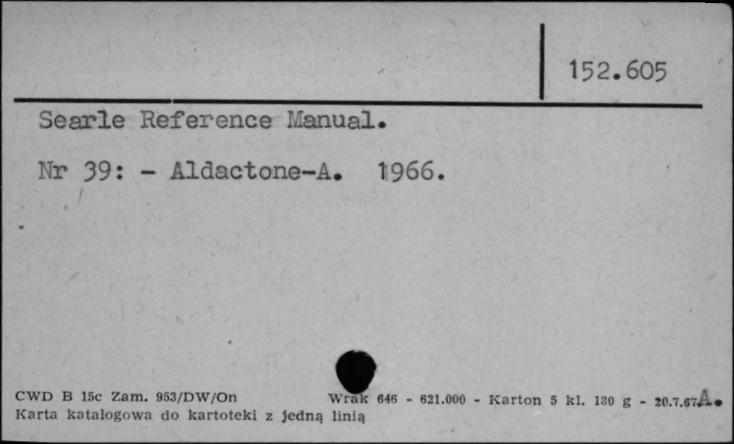 152.605
Searle Reference Manual.
Nr 39: - Aldactone-A. 1966.
CWD B 15c Zam. 953/DW/On Wrak 646 - 621.000 - Karton 5 kl. 130 g - 20.7.67 A.
Karta katalogowa do kartoteki z jedną linią